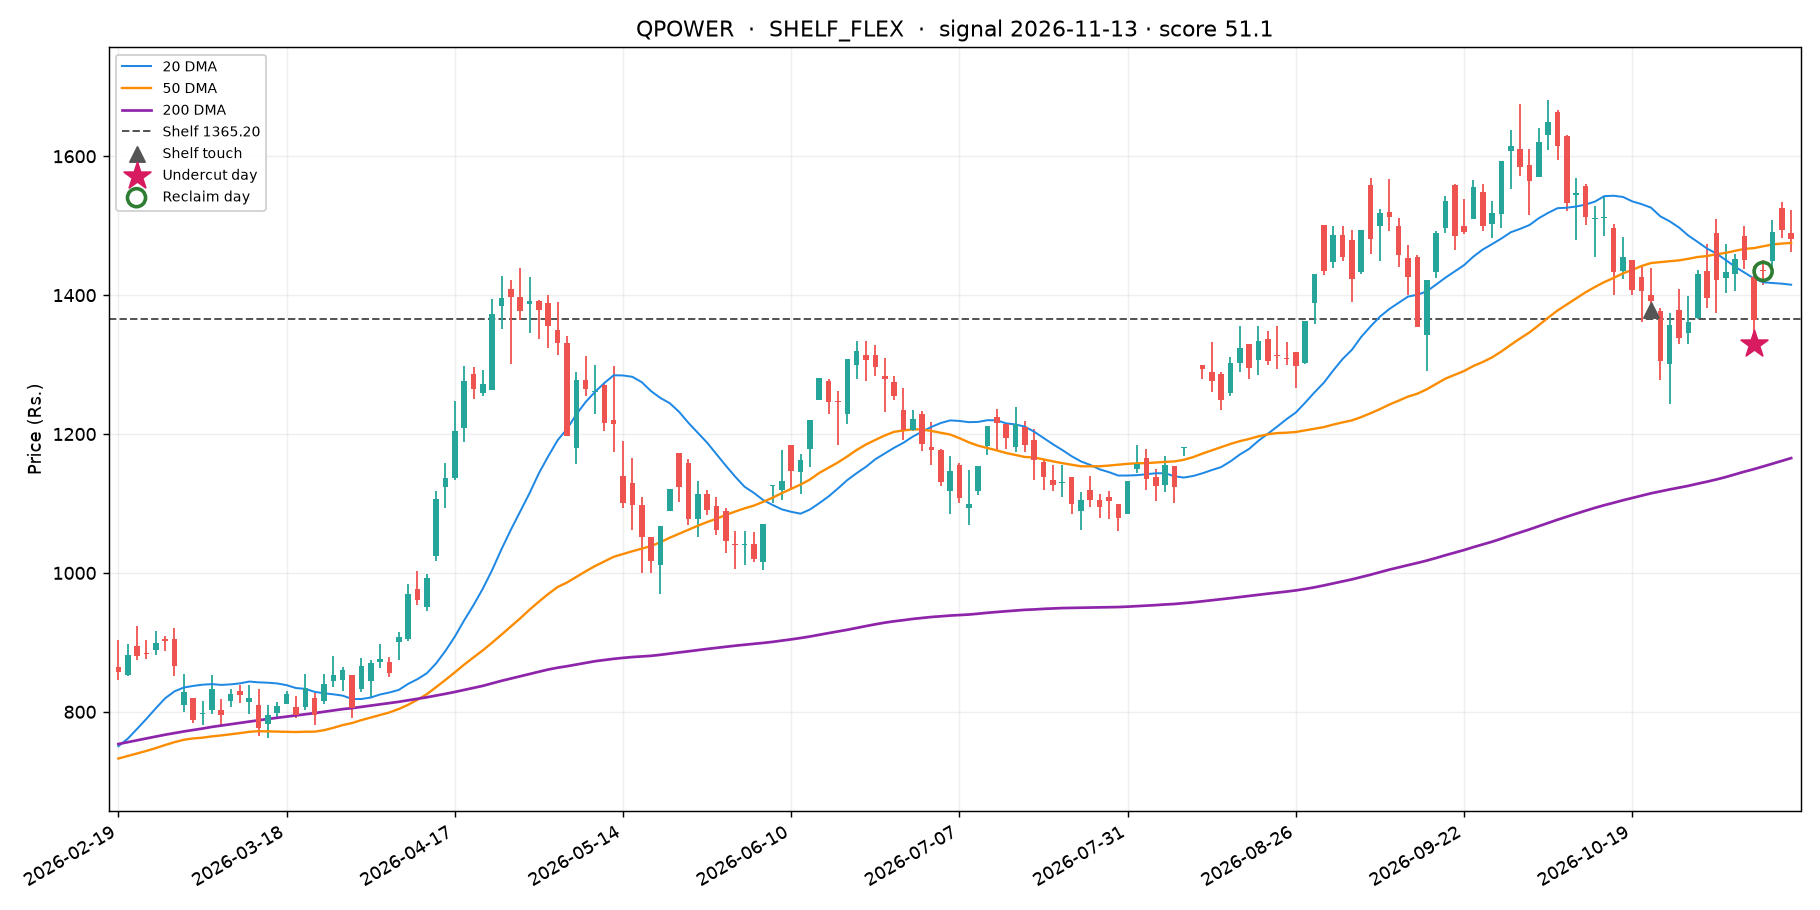 QPOWER · SHELF_FLEX · signal 2026-11-13 · score 51.1
20 DMA
50 DMA
200 DMA
Shelf 1365.20
Shelf touch
Undercut day
Reclaim day
Price (Rs.)
1600
1400
1200
1000
800
2026-02-19
2026-03-18
2026-04-17
2026-05-14
2026-06-10
2026-07-07
2026-07-31
2026-08-26
2026-09-22
2026-10-19